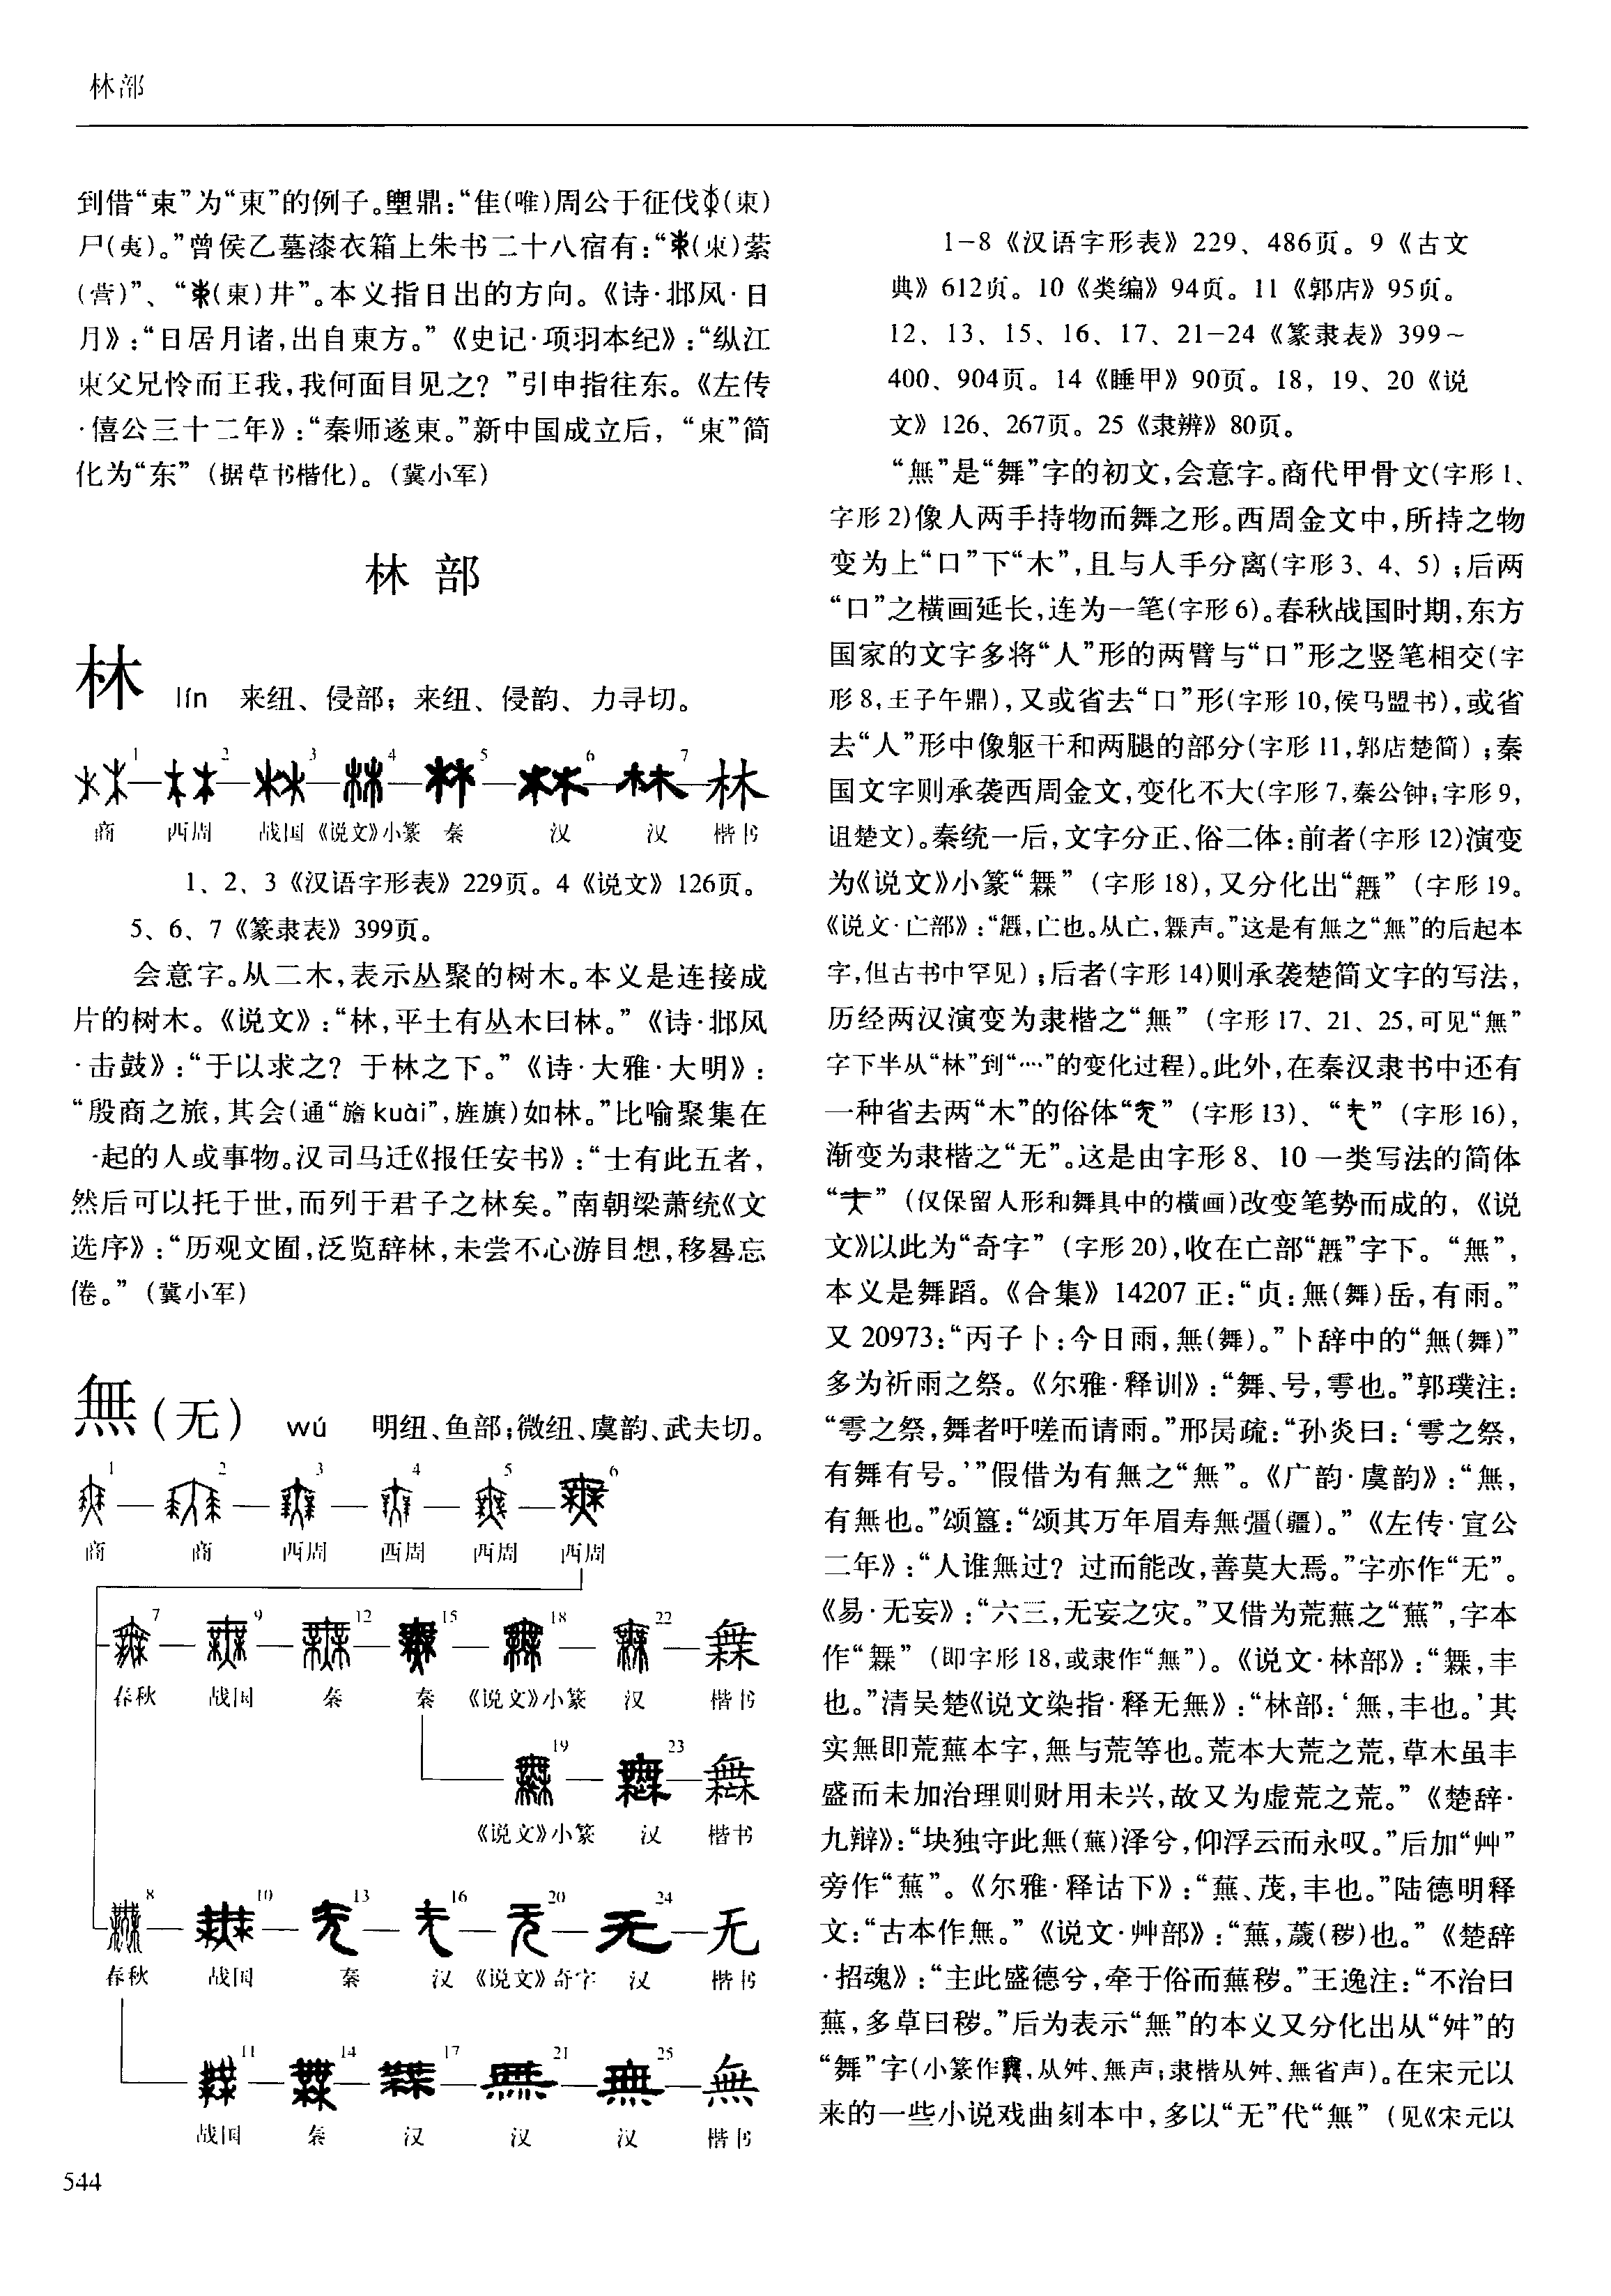 林部
到借“束”为“東”的例子。壐鼎：“隹(唯)周公于征伐(東)
尸(夷)。”曾侯乙墓漆衣箱上朱书二十八宿有：“(東)萦
(营)”、“(東)井”。本义指日出的方向。《诗·邶风·日
月》：“日居月诸，出自東方。”《史记·项羽本纪》：“纵江
東父兄怜而王我，我何面目见之？”引申指往东。《左传
·僖公三十二年》：“秦师遂東。”新中国成立后，“東”简
化为“东”（据草书楷化）。（冀小军）
林 部
林 lín 来纽、侵部；来纽、侵韵、力寻切。
1 2 3 4 5 6 7 林
商 西周 战国 《说文》小篆 秦 汉 汉 楷书
1、2、3《汉语字形表》229页。4《说文》126页。
5、6、7《篆隶表》399页。
会意字。从二木，表示丛聚的树木。本义是连接成
片的树木。《说文》：“林，平土有丛木曰林。”《诗·邶风
·击鼓》：“于以求之？于林之下。”《诗·大雅·大明》：
“殷商之旅，其会(通“旝kuài”，旌旗)如林。”比喻聚集在
一起的人或事物。汉司马迁《报任安书》：“士有此五者，
然后可以托于世，而列于君子之林矣。”南朝梁萧统《文
选序》：“历观文囿，泛览辞林，未尝不心游目想，移晷忘
倦。”（冀小军）
無(无) wú 明纽、鱼部；微纽、虞韵、武夫切。
1 2 3 4 5 6
商 商 西周 西周 西周 西周
7 9 12 15 18 22 橆
春秋 战国 秦 秦 《说文》小篆 汉 楷书
19 23
《说文》小篆 汉 楷书
8 10 13 16 20 24 无
春秋 战国 秦 汉 《说文》奇字 汉 楷书
11 14 17 21 25 無
战国 秦 汉 汉 汉 楷书
544
1-8《汉语字形表》229、486页。9《古文
典》612页。10《类编》94页。11《郭店》95页。
12、13、15、16、17、21-24《篆隶表》399～
400、904页。14《睡甲》90页。18，19、20《说
文》126、267页。25《隶辨》80页。
“無”是“舞”字的初文，会意字。商代甲骨文(字形1、
字形2)像人两手持物而舞之形。西周金文中，所持之物
变为上“口”下“木”，且与人手分离(字形3、4、5)；后两
“口”之横画延长，连为一笔(字形6)。春秋战国时期，东方
国家的文字多将“人”形的两臂与“口”形之竖笔相交(字
形8，王子午鼎)，又或省去“口”形(字形10，侯马盟书)，或省
去“人”形中像躯干和两腿的部分(字形11，郭店楚简)；秦
国文字则承袭西周金文，变化不大(字形7，秦公钟；字形9，
诅楚文)。秦统一后，文字分正、俗二体：前者(字形12)演变
为《说文》小篆“橆”（字形18)，又分化出“”（字形19。
《说文·亡部》：“，亡也。从亡，橆声。”这是有無之“無”的后起本
字，但古书中罕见)；后者(字形14)则承袭楚简文字的写法，
历经两汉演变为隶楷之“無”（字形17、21、25，可见“無”
字下半从“林”到“灬”的变化过程)。此外，在秦汉隶书中还有
一种省去两“木”的俗体“”（字形13)、“”（字形16)，
渐变为隶楷之“无”。这是由字形8、10一类写法的简体
“”（仅保留人形和舞具中的横画)改变笔势而成的，《说
文》以此为“奇字”（字形20)，收在亡部“”字下。“無”，
本义是舞蹈。《合集》14207正：“贞：無(舞)岳，有雨。”
又20973：“丙子卜：今日雨，無(舞)。”卜辞中的“無(舞)”
多为祈雨之祭。《尔雅·释训》：“舞、号，雩也。”郭璞注：
“雩之祭，舞者吁嗟而请雨。”邢昺疏：“孙炎曰：‘雩之祭，
有舞有号。’”假借为有無之“無”。《广韵·虞韵》：“無，
有無也。”颂簋：“颂其万年眉寿無彊(疆)。”《左传·宣公
二年》：“人谁無过？过而能改，善莫大焉。”字亦作“无”。
《易·无妄》：“六三，无妄之灾。”又借为荒蕪之“蕪”，字本
作“橆”（即字形18，或隶作“無”)。《说文·林部》：“橆，丰
也。”清吴楚《说文染指·释无無》：“林部：‘無，丰也。’其
实無即荒蕪本字，無与荒等也。荒本大荒之荒，草木虽丰
盛而未加治理则财用未兴，故又为虚荒之荒。”《楚辞·
九辩》：“块独守此無(蕪)泽兮，仰浮云而永叹。”后加“艸”
旁作“蕪”。《尔雅·释诂下》：“蕪、茂，丰也。”陆德明释
文：“古本作無。”《说文·艸部》：“蕪，薉(秽)也。”《楚辞
·招魂》：“主此盛德兮，牵于俗而蕪秽。”王逸注：“不治曰
蕪，多草曰秽。”后为表示“無”的本义又分化出从“舛”的
“舞”字(小篆作，从舛、無声；隶楷从舛、無省声)。在宋元以
来的一些小说戏曲刻本中，多以“无”代“無”（见《宋元以